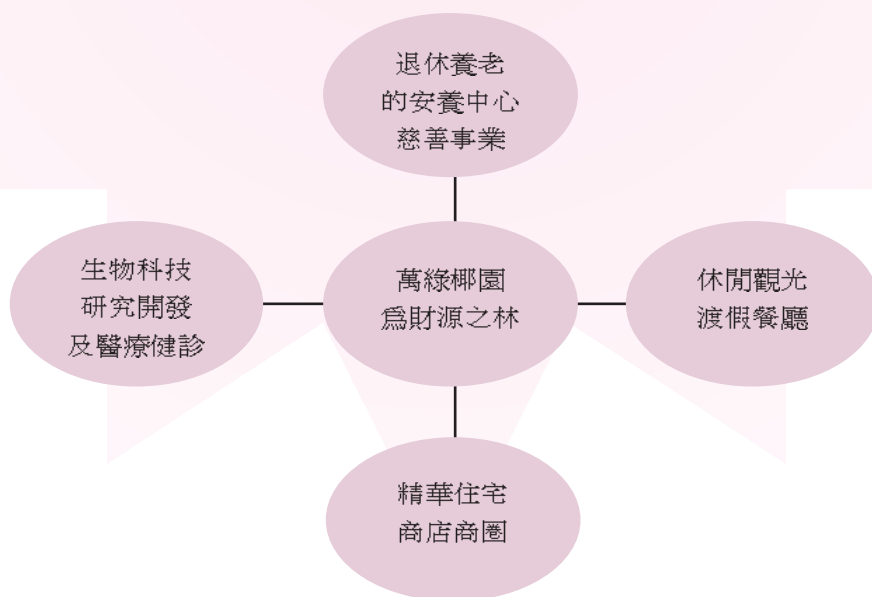 退休養老
的安養中心
慈善事業
生物科技
研究開發
及醫療健診
萬綠椰園
爲財源之林
休閒觀光
渡假餐廳
精華住宅
商店商圈